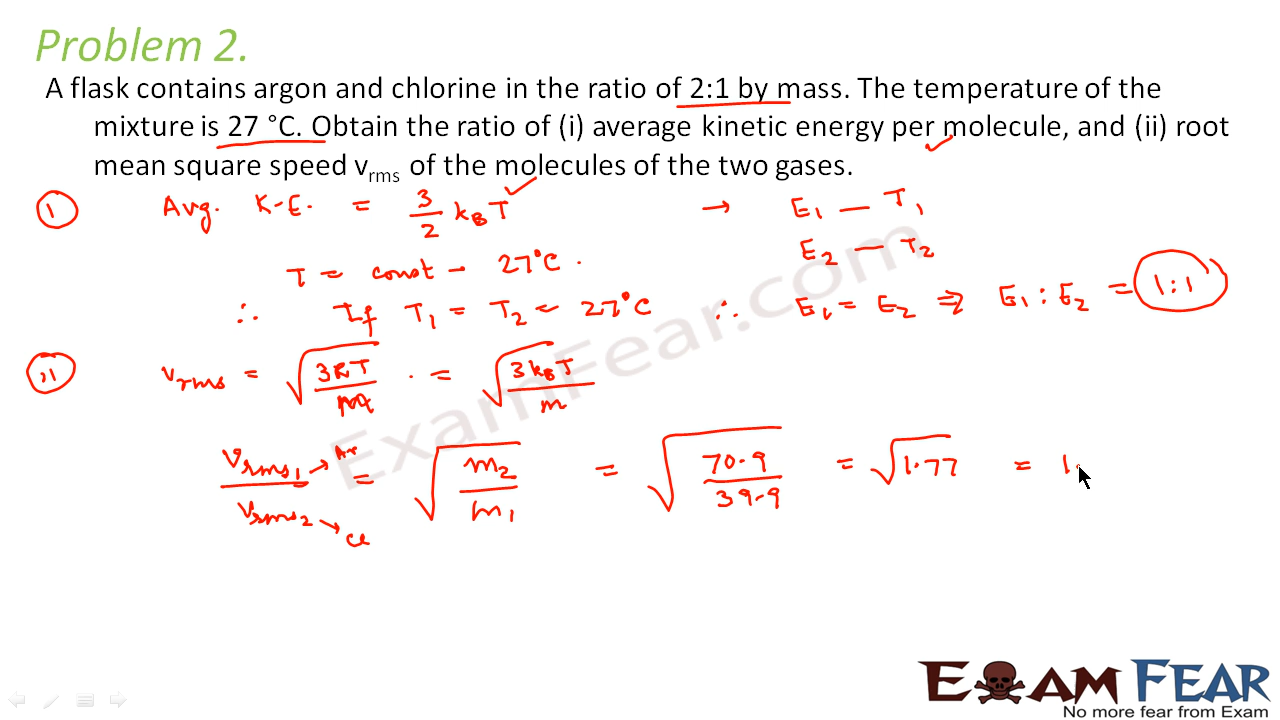 Problem 2.
A flask contains argon and chlorine in the ratio of 2:1 by mass. The temperature of the
mixture is 27 °C. Obtain the ratio of (i) average kinetic energy per molecule, and (ii) root
mean square speed vrms of the molecules of the two gases.
(i) Avg. K.E. = 3/2 kB T → E1 — T1
E2 — T2
T = const - 27°C.
∴ If T1 = T2 = 27°C ∴ E1 = E2 ⇒ E1 : E2 = 1:1
(ii) vrms = √(3RT/M) . = √(3kBT/m)
vrms1 → Ar / vrms2 → Cl = √(m2/m1) = √(70.9/39.9) = √1.77 = 1.
ExamFear.com
EXAM FEAR
No more fear from Exam